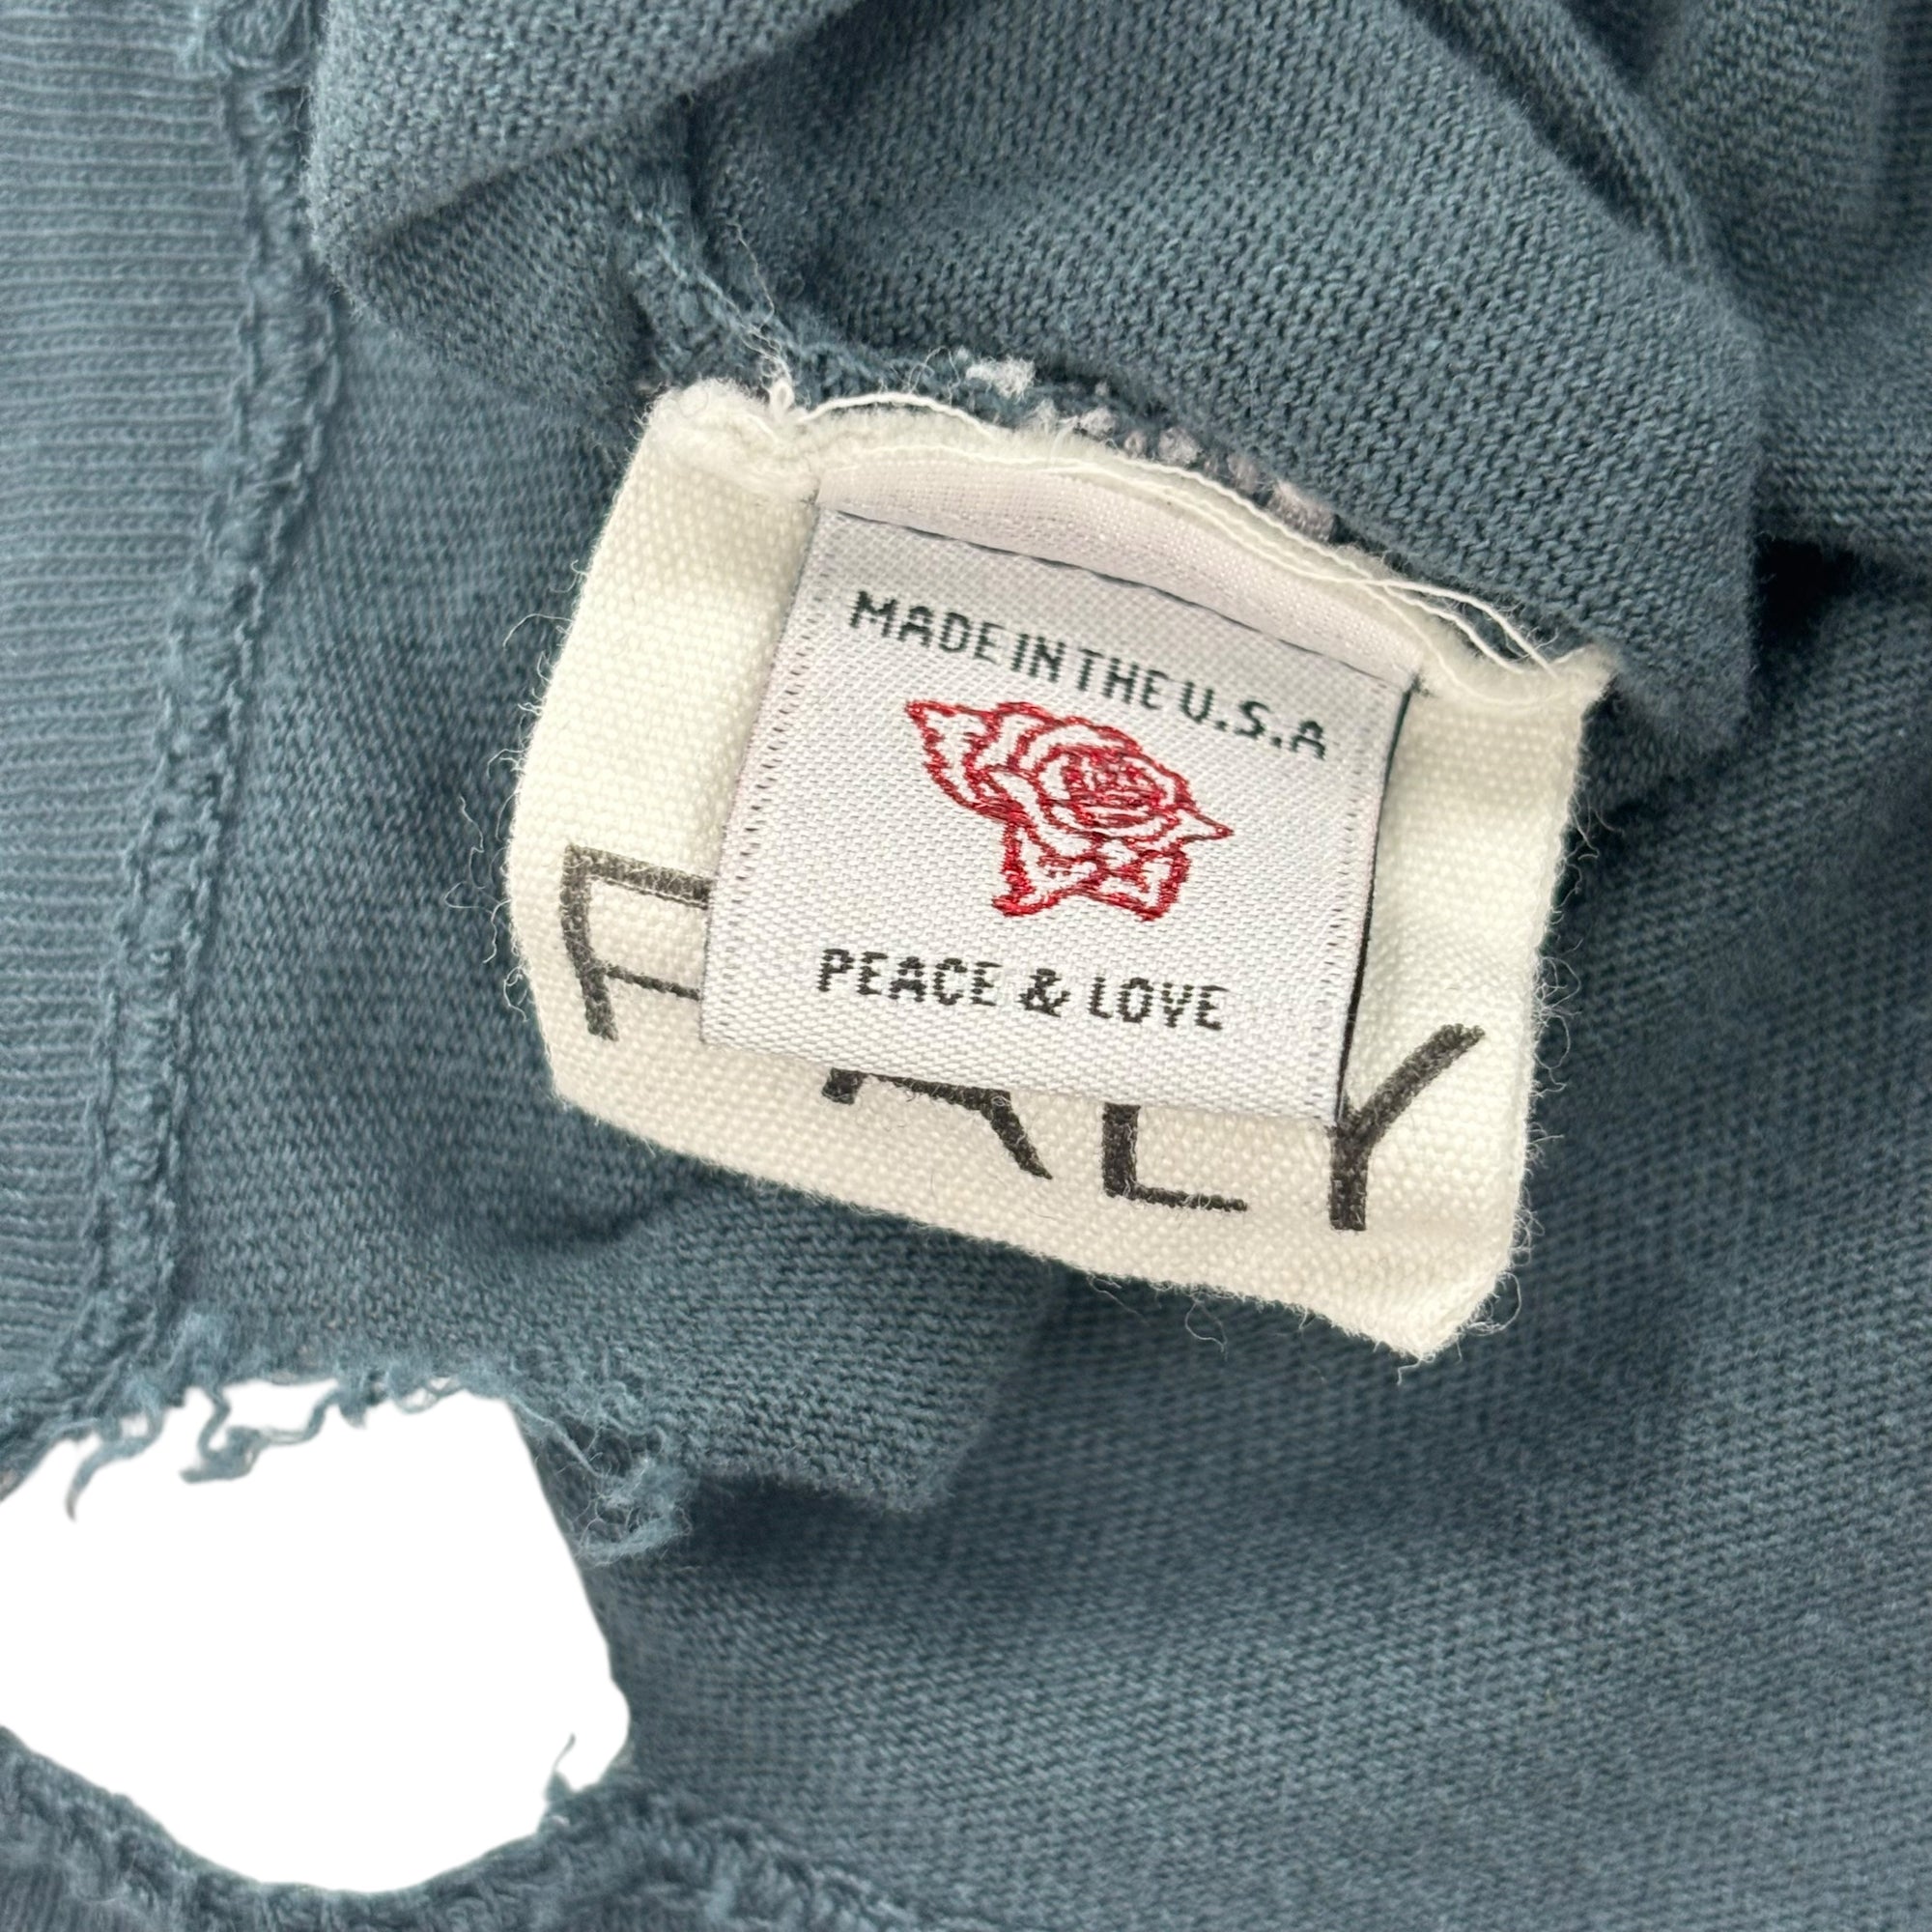 MADE IN THE U.S.A
PEACE & LOVE